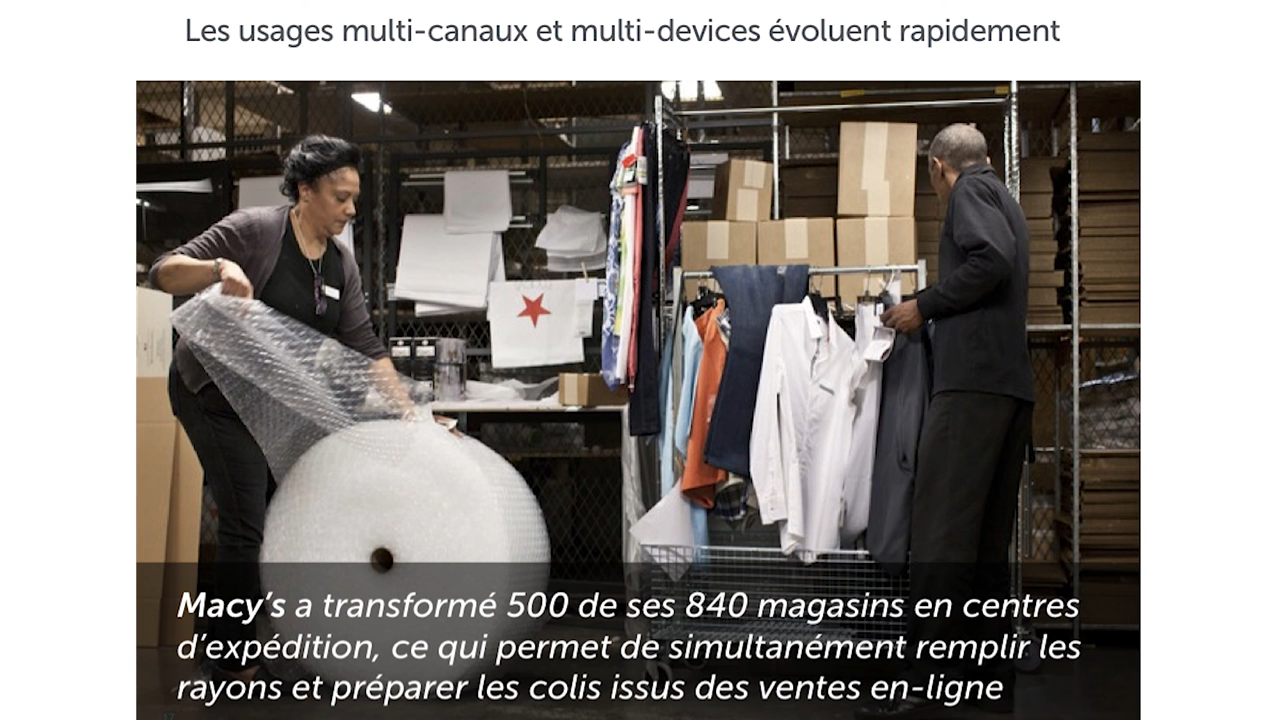 Les usages multi-canaux et multi-devices évoluent rapidement
Macy's a transformé 500 de ses 840 magasins en centres
d'expédition, ce qui permet de simultanément remplir les
rayons et préparer les colis issus des ventes en-ligne